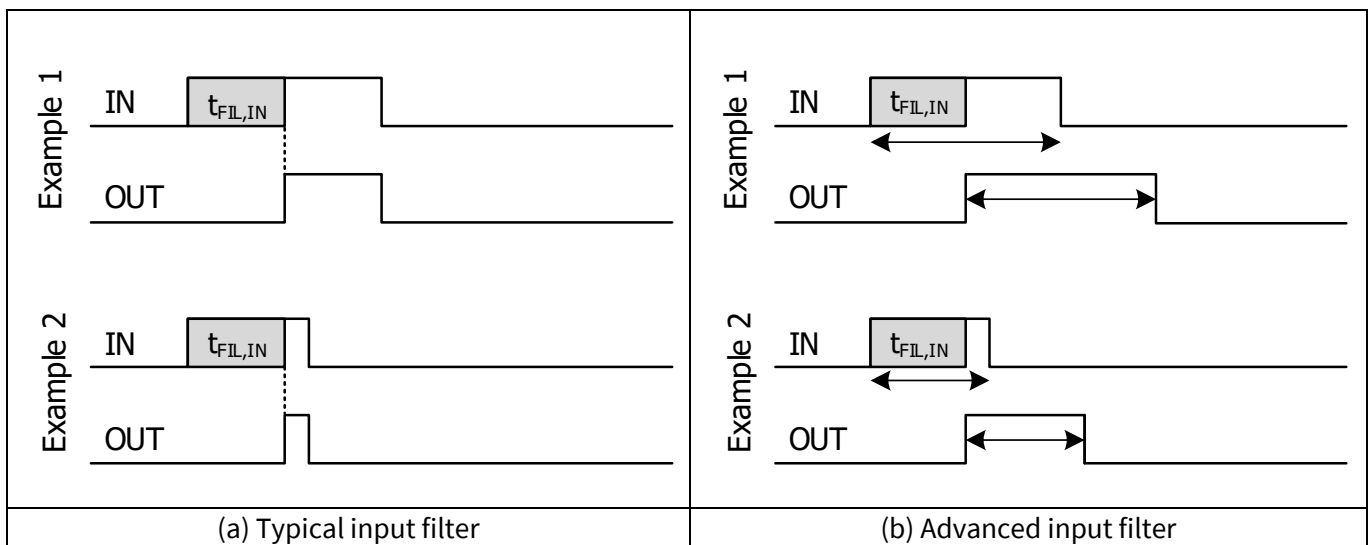 Example 1
IN
tFIL,IN
OUT
Example 2
IN
tFIL,IN
OUT
(a) Typical input filter
Example 1
IN
tFIL,IN
OUT
Example 2
IN
tFIL,IN
OUT
(b) Advanced input filter